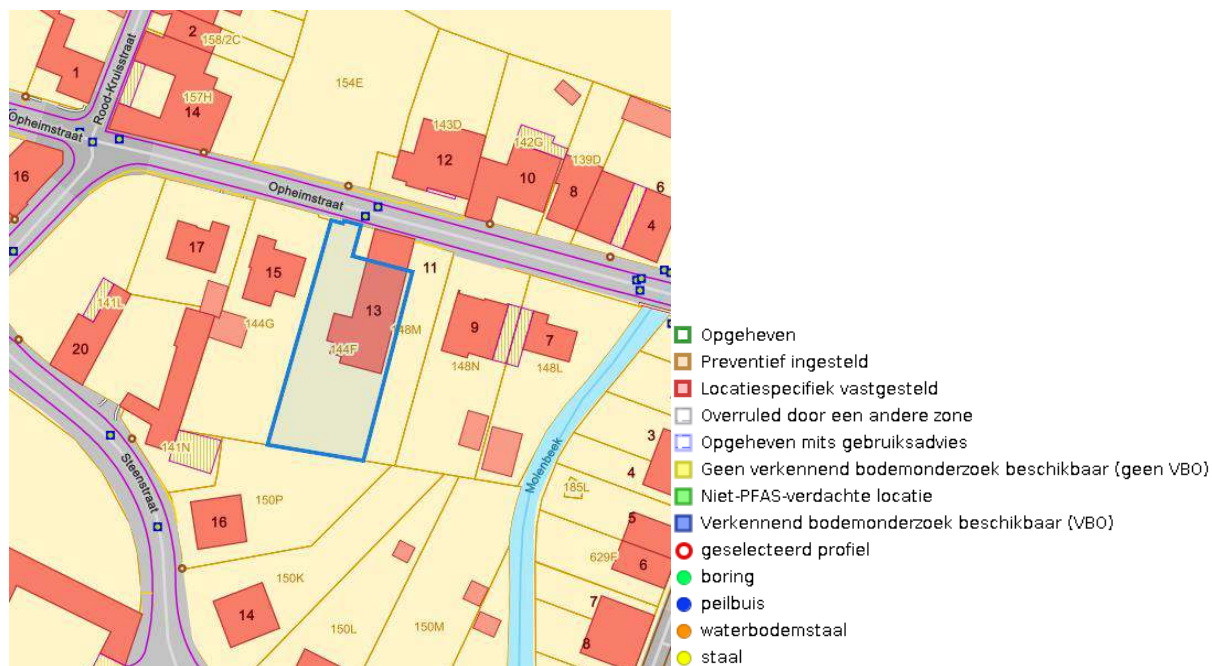 2
158/2C
1
Rood-Kruisstraat
157H
14
154E
Opheimstraat
143D
142G
139D
12
10
8
6
4
16
Opheimstraat
17
15
11
13
141L
144G
148M
9
7
20
144F
148N
148L
Opgeheven
Preventief ingesteld
Locatiespecifiek vastgesteld
Overruled door een andere zone
Opgeheven mits gebruiksadvies
Geen verkennend bodemonderzoek beschikbaar (geen VBO)
Niet-PFAS-verdachte locatie
Verkennend bodemonderzoek beschikbaar (VBO)
geselecteerd profiel
boring
peilbuis
waterbodemstaal
staal
141N
Steenstraat
Molenbeek
3
4
185L
150P
16
5
629F
6
150K
14
7
8
150L
150M